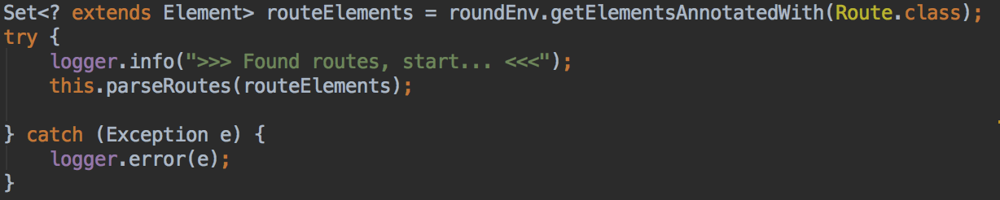 Set<? extends Element> routeElements = roundEnv.getElementsAnnotatedWith(Route.class);
try {
    logger.info(">>> Found routes, start... <<<");
    this.parseRoutes(routeElements);

} catch (Exception e) {
    logger.error(e);
}